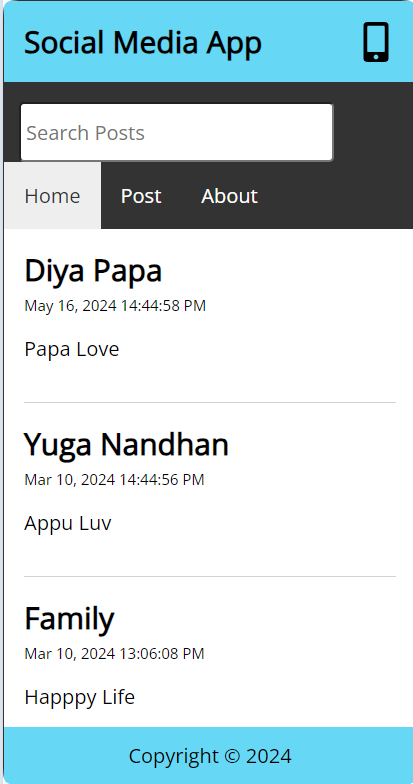 Social Media App
Search Posts
Home Post About
Diya Papa
May 16, 2024 14:44:58 PM
Papa Love
Yuga Nandhan
Mar 10, 2024 14:44:56 PM
Appu Luv
Family
Mar 10, 2024 13:06:08 PM
Happpy Life
Copyright © 2024